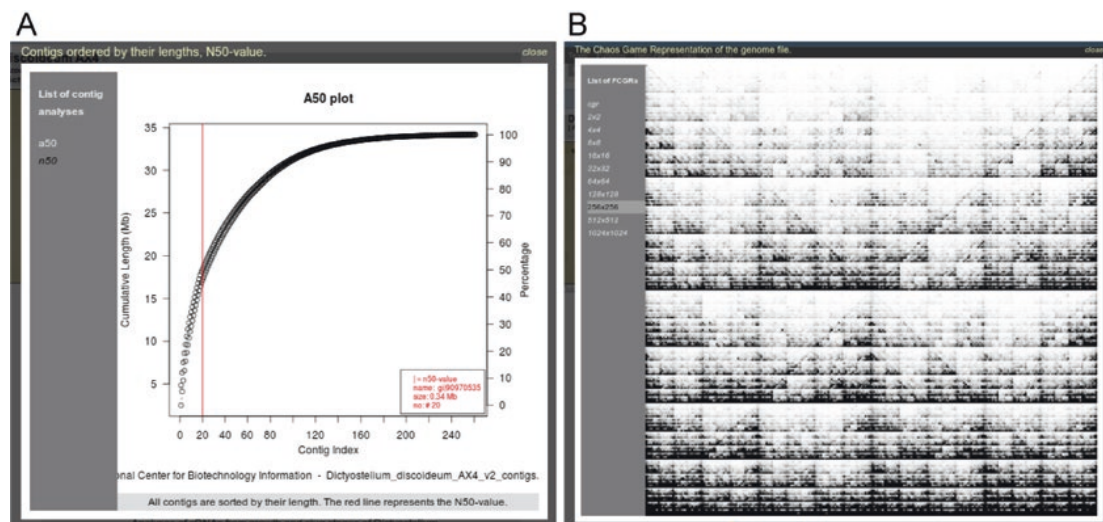 A
Contigs ordered by their lengths, N50-value.
close
List of contig
analyses
a50
n50
A50 plot
Cumulative Length (Mb)
35
30
25
20
15
10
5
Percentage
100
90
80
70
60
50
40
30
20
10
0
| = n50-value
name: gi|90970535
size: 0.34 Mb
no: # 20
0 20 40 60 80 120 160 200 240
Contig Index
onal Center for Biotechnology Information - Dictyostelium_discoideum_AX4_v2_contigs.
All contigs are sorted by their length. The red line represents the N50-value.
B
The Chaos Game Representation of the genome file.
close
List of FCGRs
cgr
2x2
4x4
8x8
16x16
32x32
64x64
128x128
256x256
512x512
1024x1024